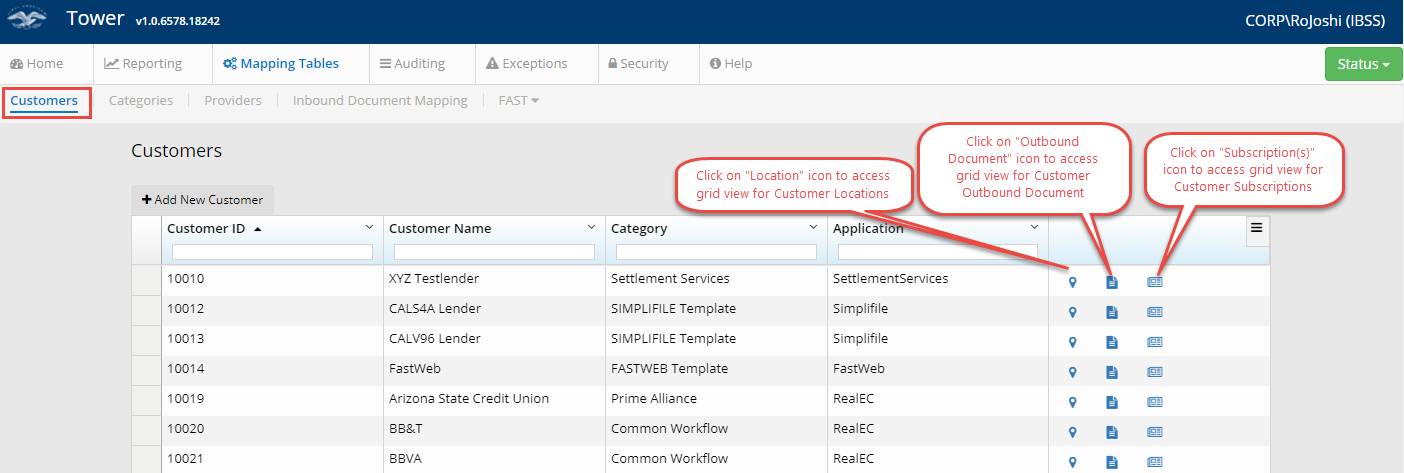 Tower v1.0.6578.18242 CORP\RoJoshi (IBSS)
Home Reporting Mapping Tables Auditing Exceptions Security Help Status
Customers Categories Providers Inbound Document Mapping FAST
Customers
Click on "Location" icon to access
grid view for Customer Locations
Click on "Outbound
Document" icon to access
grid view for Customer
Outbound Document
Click on "Subscription(s)"
icon to access grid view for
Customer Subscriptions
Add New Customer
Customer ID Customer Name Category Application
10010 XYZ Testlender Settlement Services SettlementServices
10012 CALS4A Lender SIMPLIFILE Template Simplifile
10013 CALV96 Lender SIMPLIFILE Template Simplifile
10014 FastWeb FASTWEB Template FastWeb
10019 Arizona State Credit Union Prime Alliance RealEC
10020 BB&T Common Workflow RealEC
10021 BBVA Common Workflow RealEC